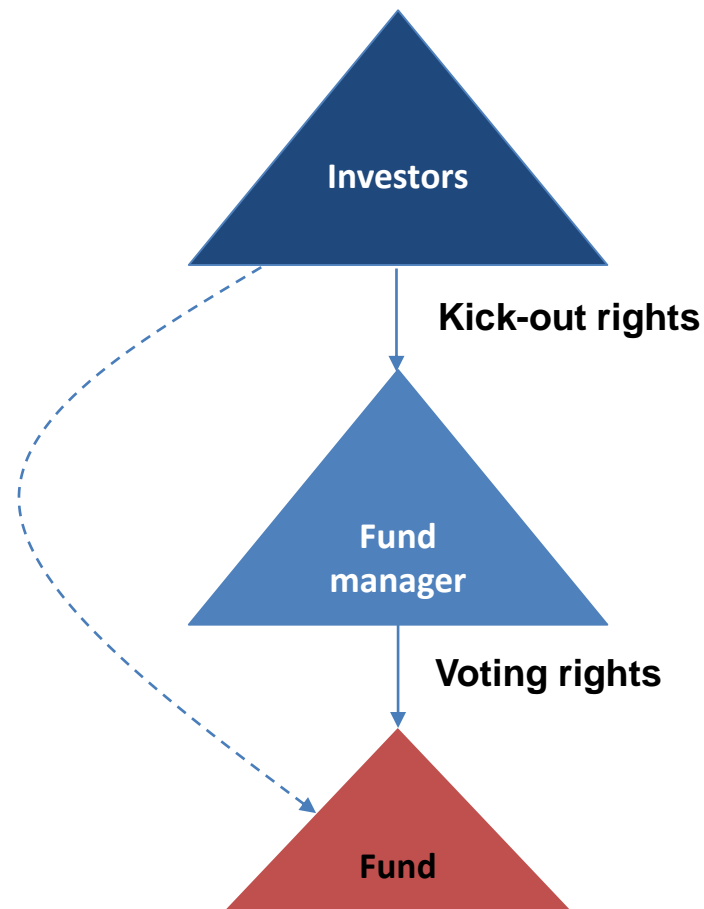 Investors
Kick-out rights
Fund
manager
Voting rights
Fund